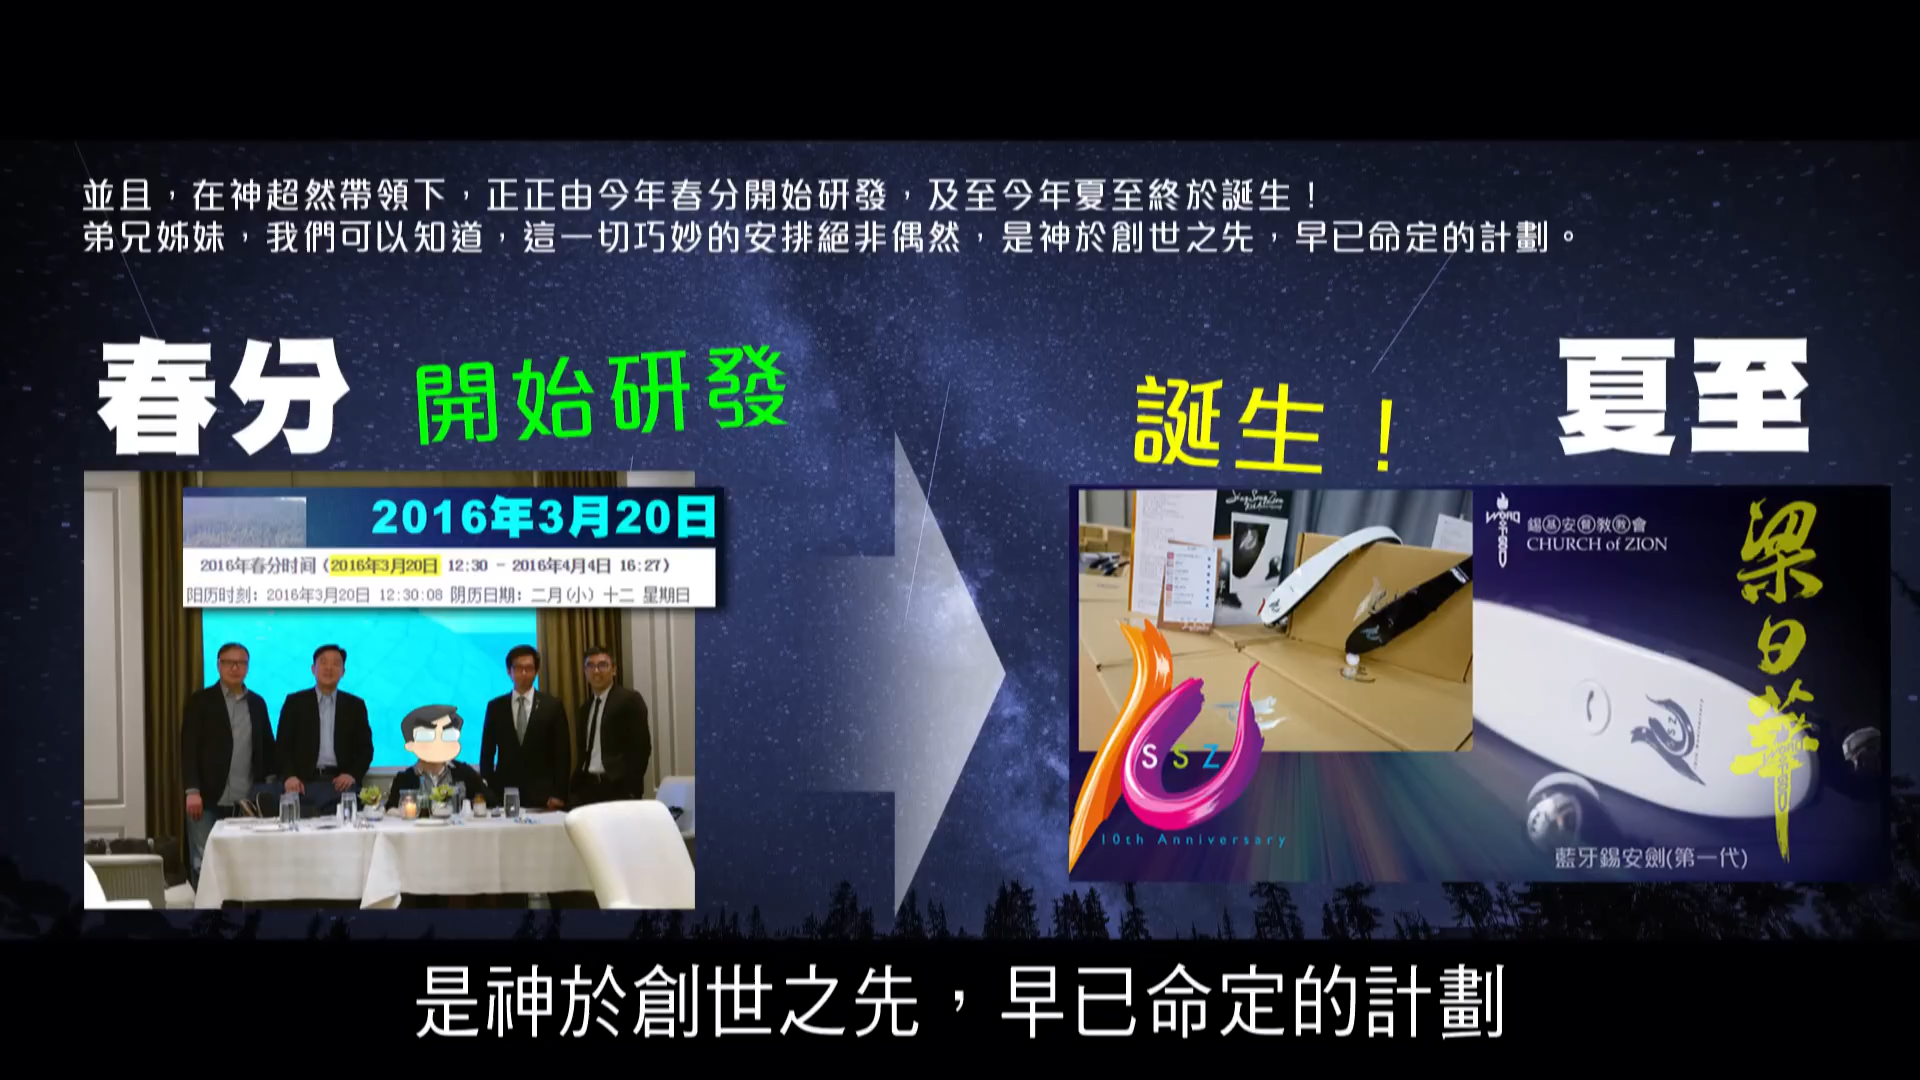 並且，在神超然帶領下，正正由今年春分開始研發，及至今年夏至終於誕生！
弟兄姊妹，我們可以知道，這一切巧妙的安排絕非偶然，是神於創世之先，早已命定的計劃。
春分 開始研發
誕生！ 夏至
2016年3月20日
2016年春分时间（2016年3月20日 12:30 - 2016年4月4日 16:27）
阳历时刻：2016年3月20日 12:30:08 阴历日期：二月(小) 十二 星期日
WORD OF GOD
錫基安督教教會
CHURCH of ZION
梁日華
SSZ
10th Anniversary
藍牙錫安劍(第一代)
是神於創世之先，早已命定的計劃